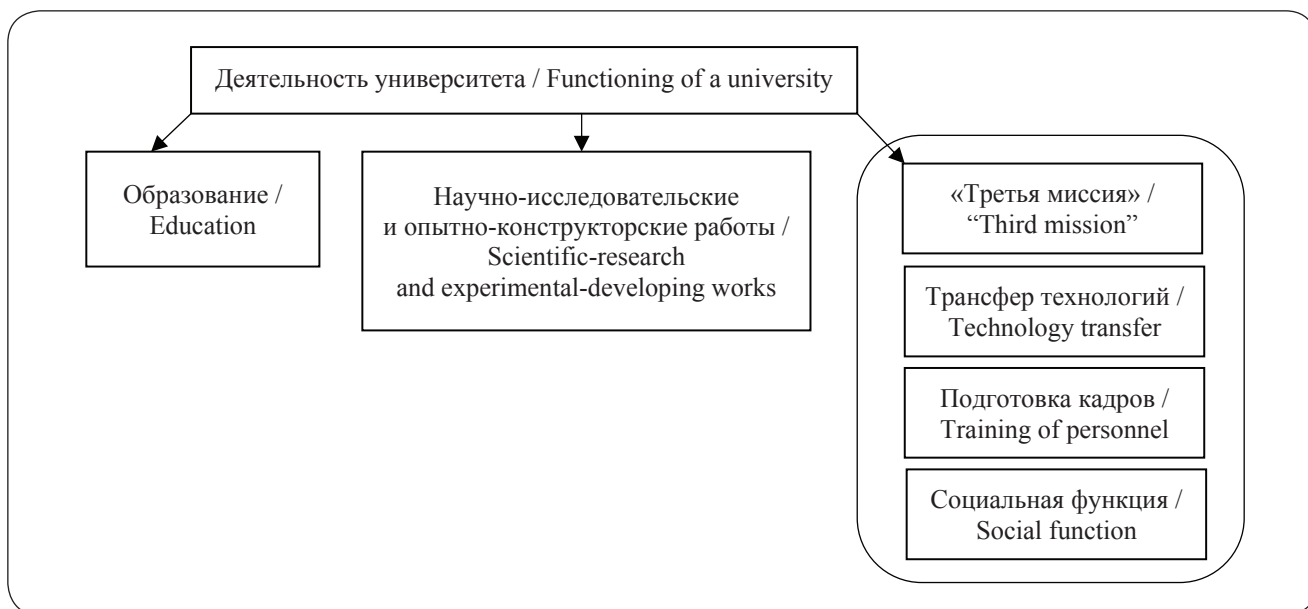 Деятельность университета / Functioning of a university
Образование /
Education
Научно-исследовательские
и опытно-конструкторские работы /
Scientific-research
and experimental-developing works
«Третья миссия» /
“Third mission”
Трансфер технологий /
Technology transfer
Подготовка кадров /
Training of personnel
Социальная функция /
Social function